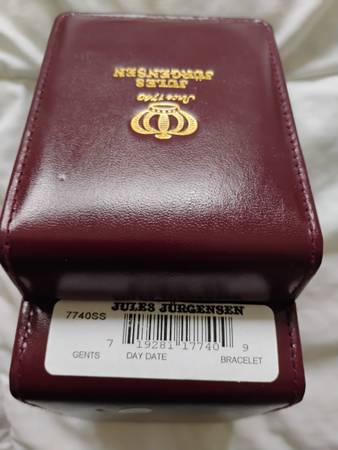 JULES
JÜRGENSEN
Since 1740
JULES JÜRGENSEN
7740SS
7 19281 17740 9
GENTS DAY DATE BRACELET